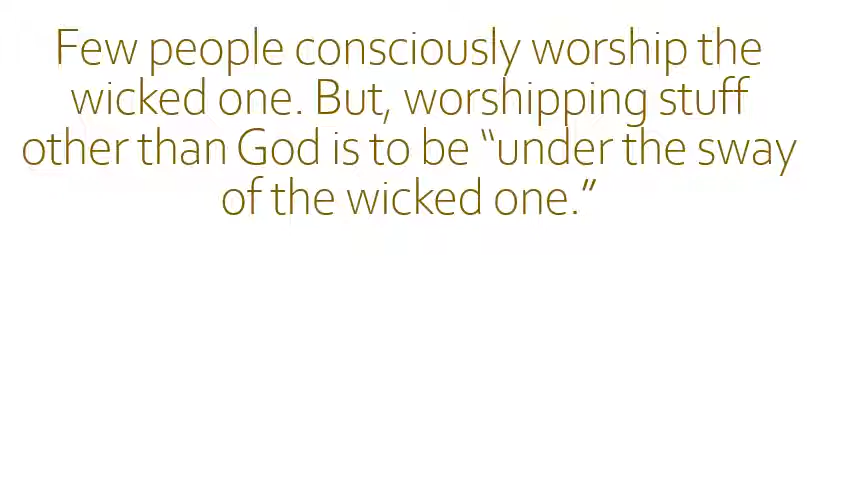 Few people consciously worship the
wicked one. But, worshipping stuff
other than God is to be “under the sway
of the wicked one.”